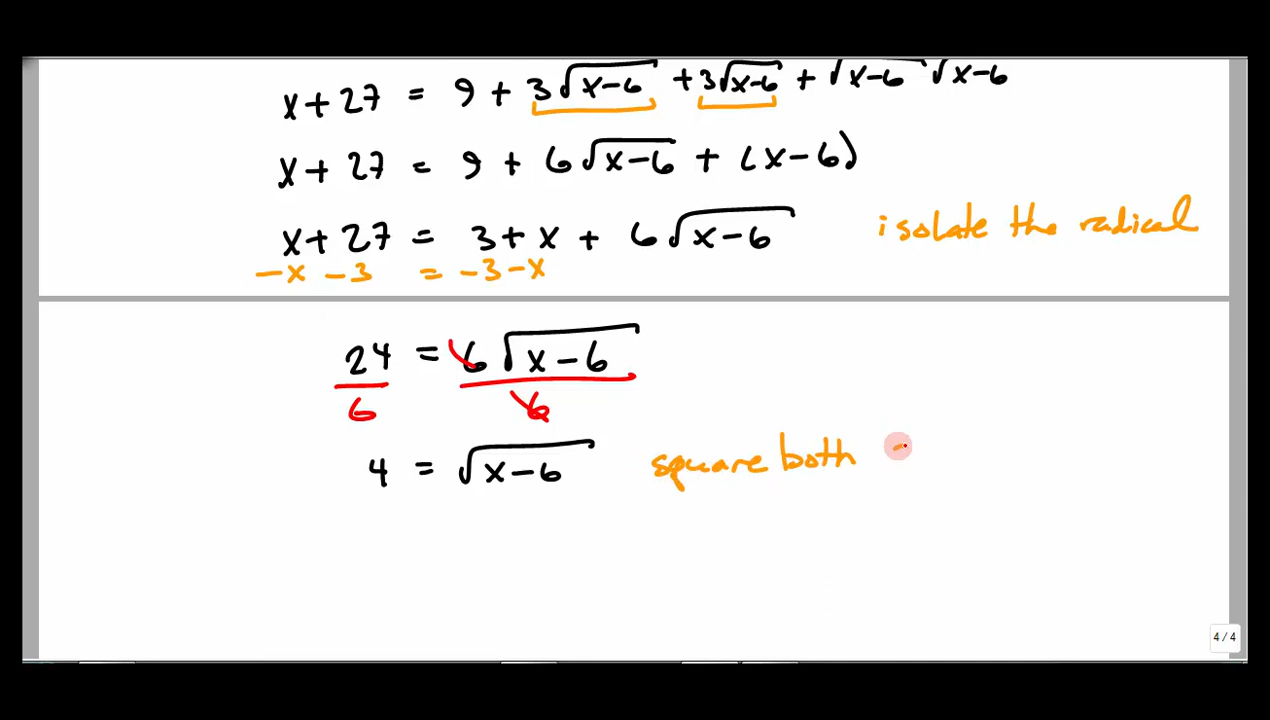 x+27 = 9 + 3√(x-6) + 3√(x-6) + √(x-6) √(x-6)
x+27 = 9 + 6√(x-6) + (x-6)
x+27 = 3+x + 6√(x-6) isolate the radical
-x -3 = -3-x
24 = 6√(x-6)
6 6
4 = √(x-6) square both
4 / 4